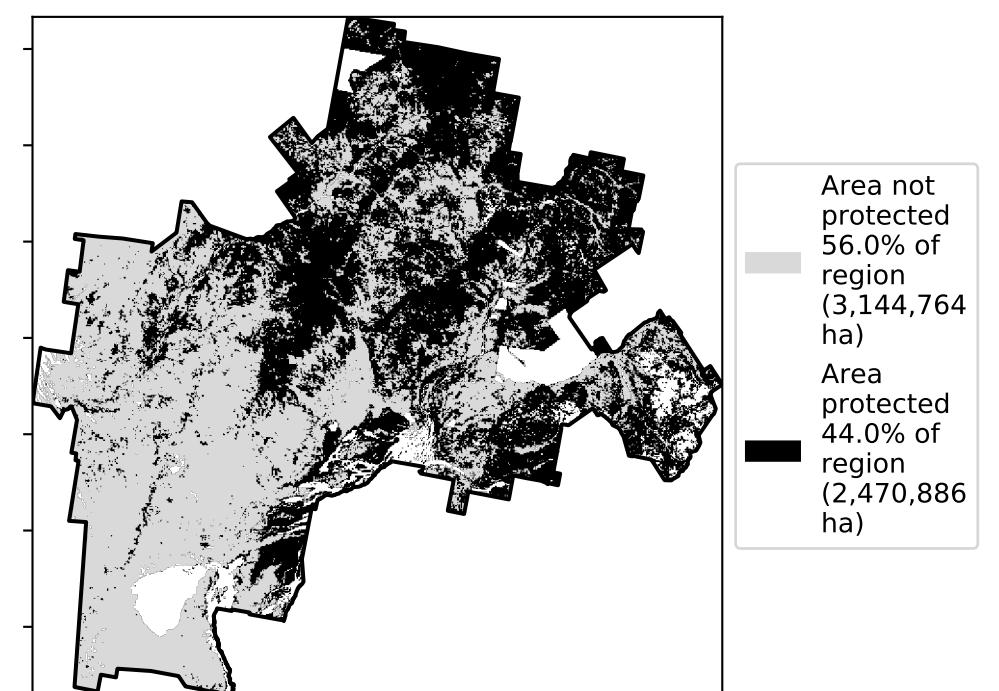 Area not
protected
56.0% of
region
(3,144,764
ha)
Area
protected
44.0% of
region
(2,470,886
ha)